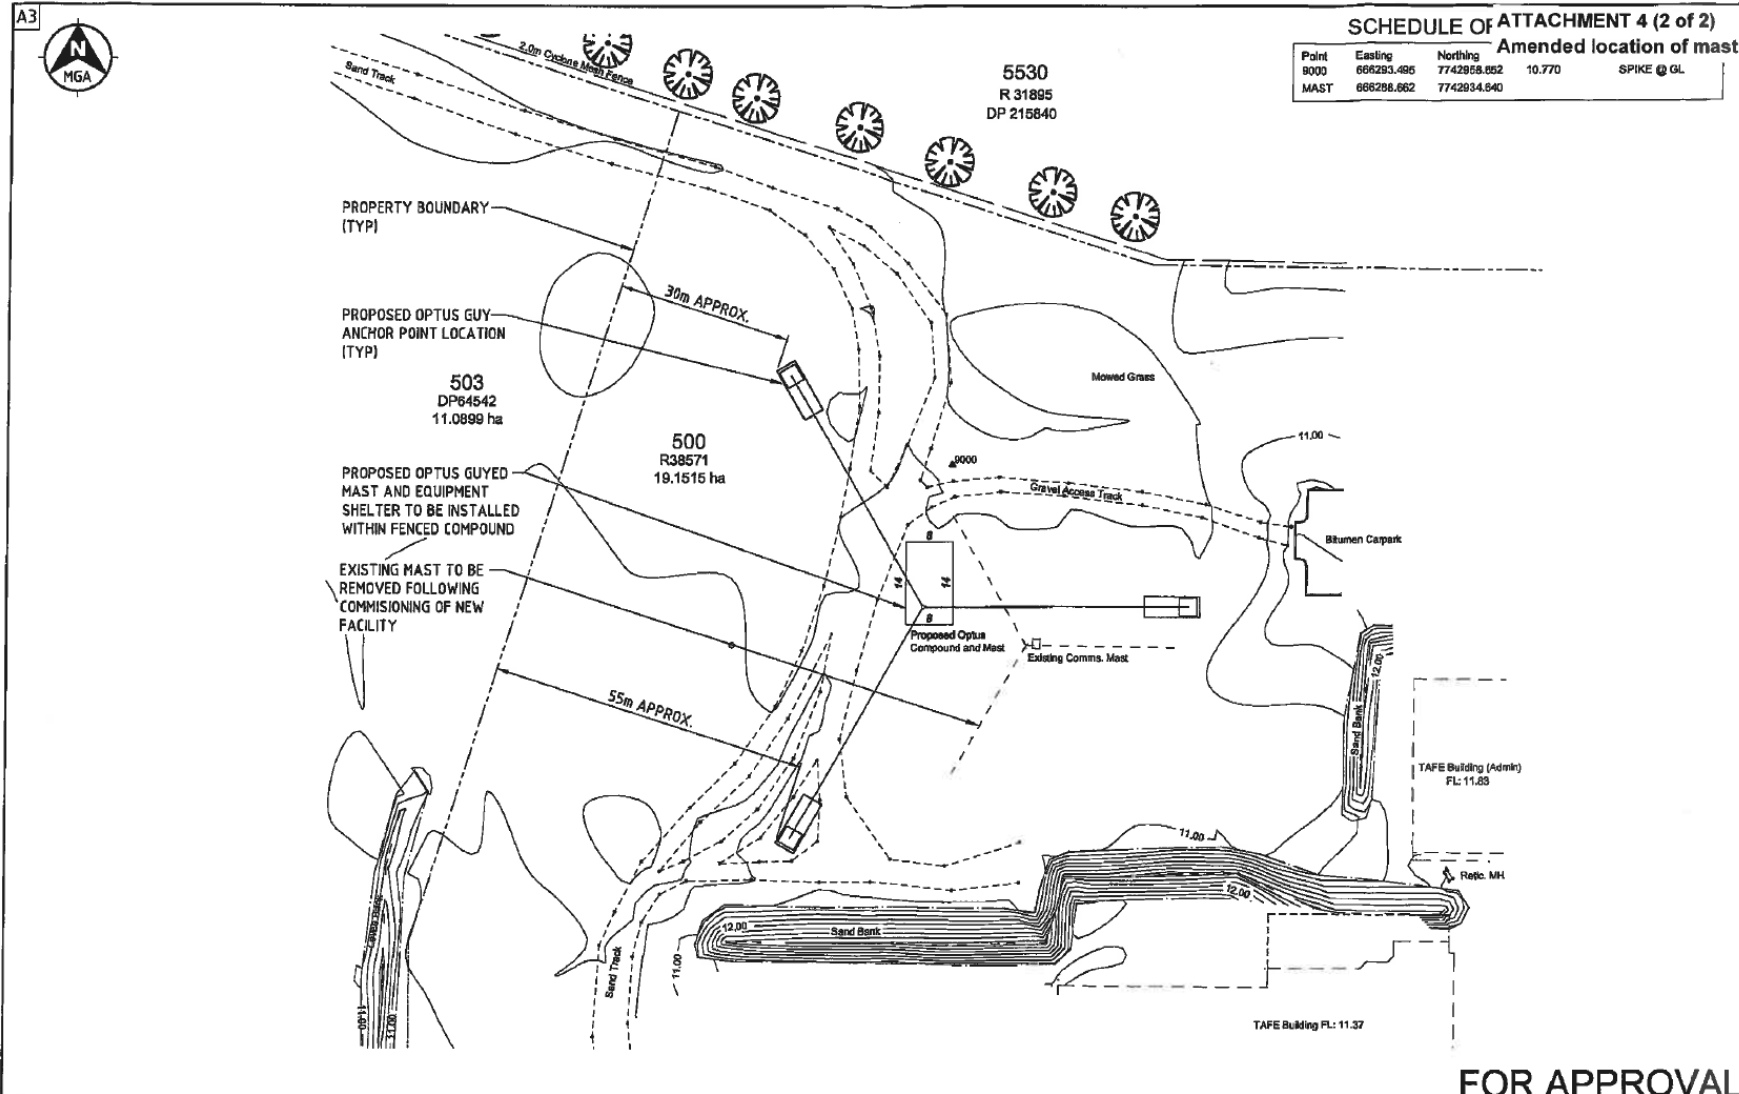 A3
N
MGA
SCHEDULE OF
ATTACHMENT 4 (2 of 2)
Amended location of mast
Point Easting Northing
9000 666293.495 7742958.652 10.770 SPIKE @ GL
MAST 666288.662 7742934.640
2.0m Cyclone Mesh Fence
Sand Track
5530
R 31895
DP 215840
PROPERTY BOUNDARY
(TYP)
30m APPROX.
PROPOSED OPTUS GUY
ANCHOR POINT LOCATION
(TYP)
503
DP64542
11.0899 ha
500
R38571
19.1515 ha
Mowed Grass
11.00
9000
Gravel Access Track
Bitumen Carpark
PROPOSED OPTUS GUYED
MAST AND EQUIPMENT
SHELTER TO BE INSTALLED
WITHIN FENCED COMPOUND
8
14
14
8
EXISTING MAST TO BE
REMOVED FOLLOWING
COMMISIONING OF NEW
FACILITY
Proposed Optus
Compound and Mast
Existing Comms. Mast
55m APPROX.
12.00
Sand Bank
TAFE Building (Admin)
FL: 11.83
11.00
Retic. MH
12.00
12.00
Sand Bank
11.00
Sand Track
11.00
11.00
TAFE Building FL: 11.37
FOR APPROVAL